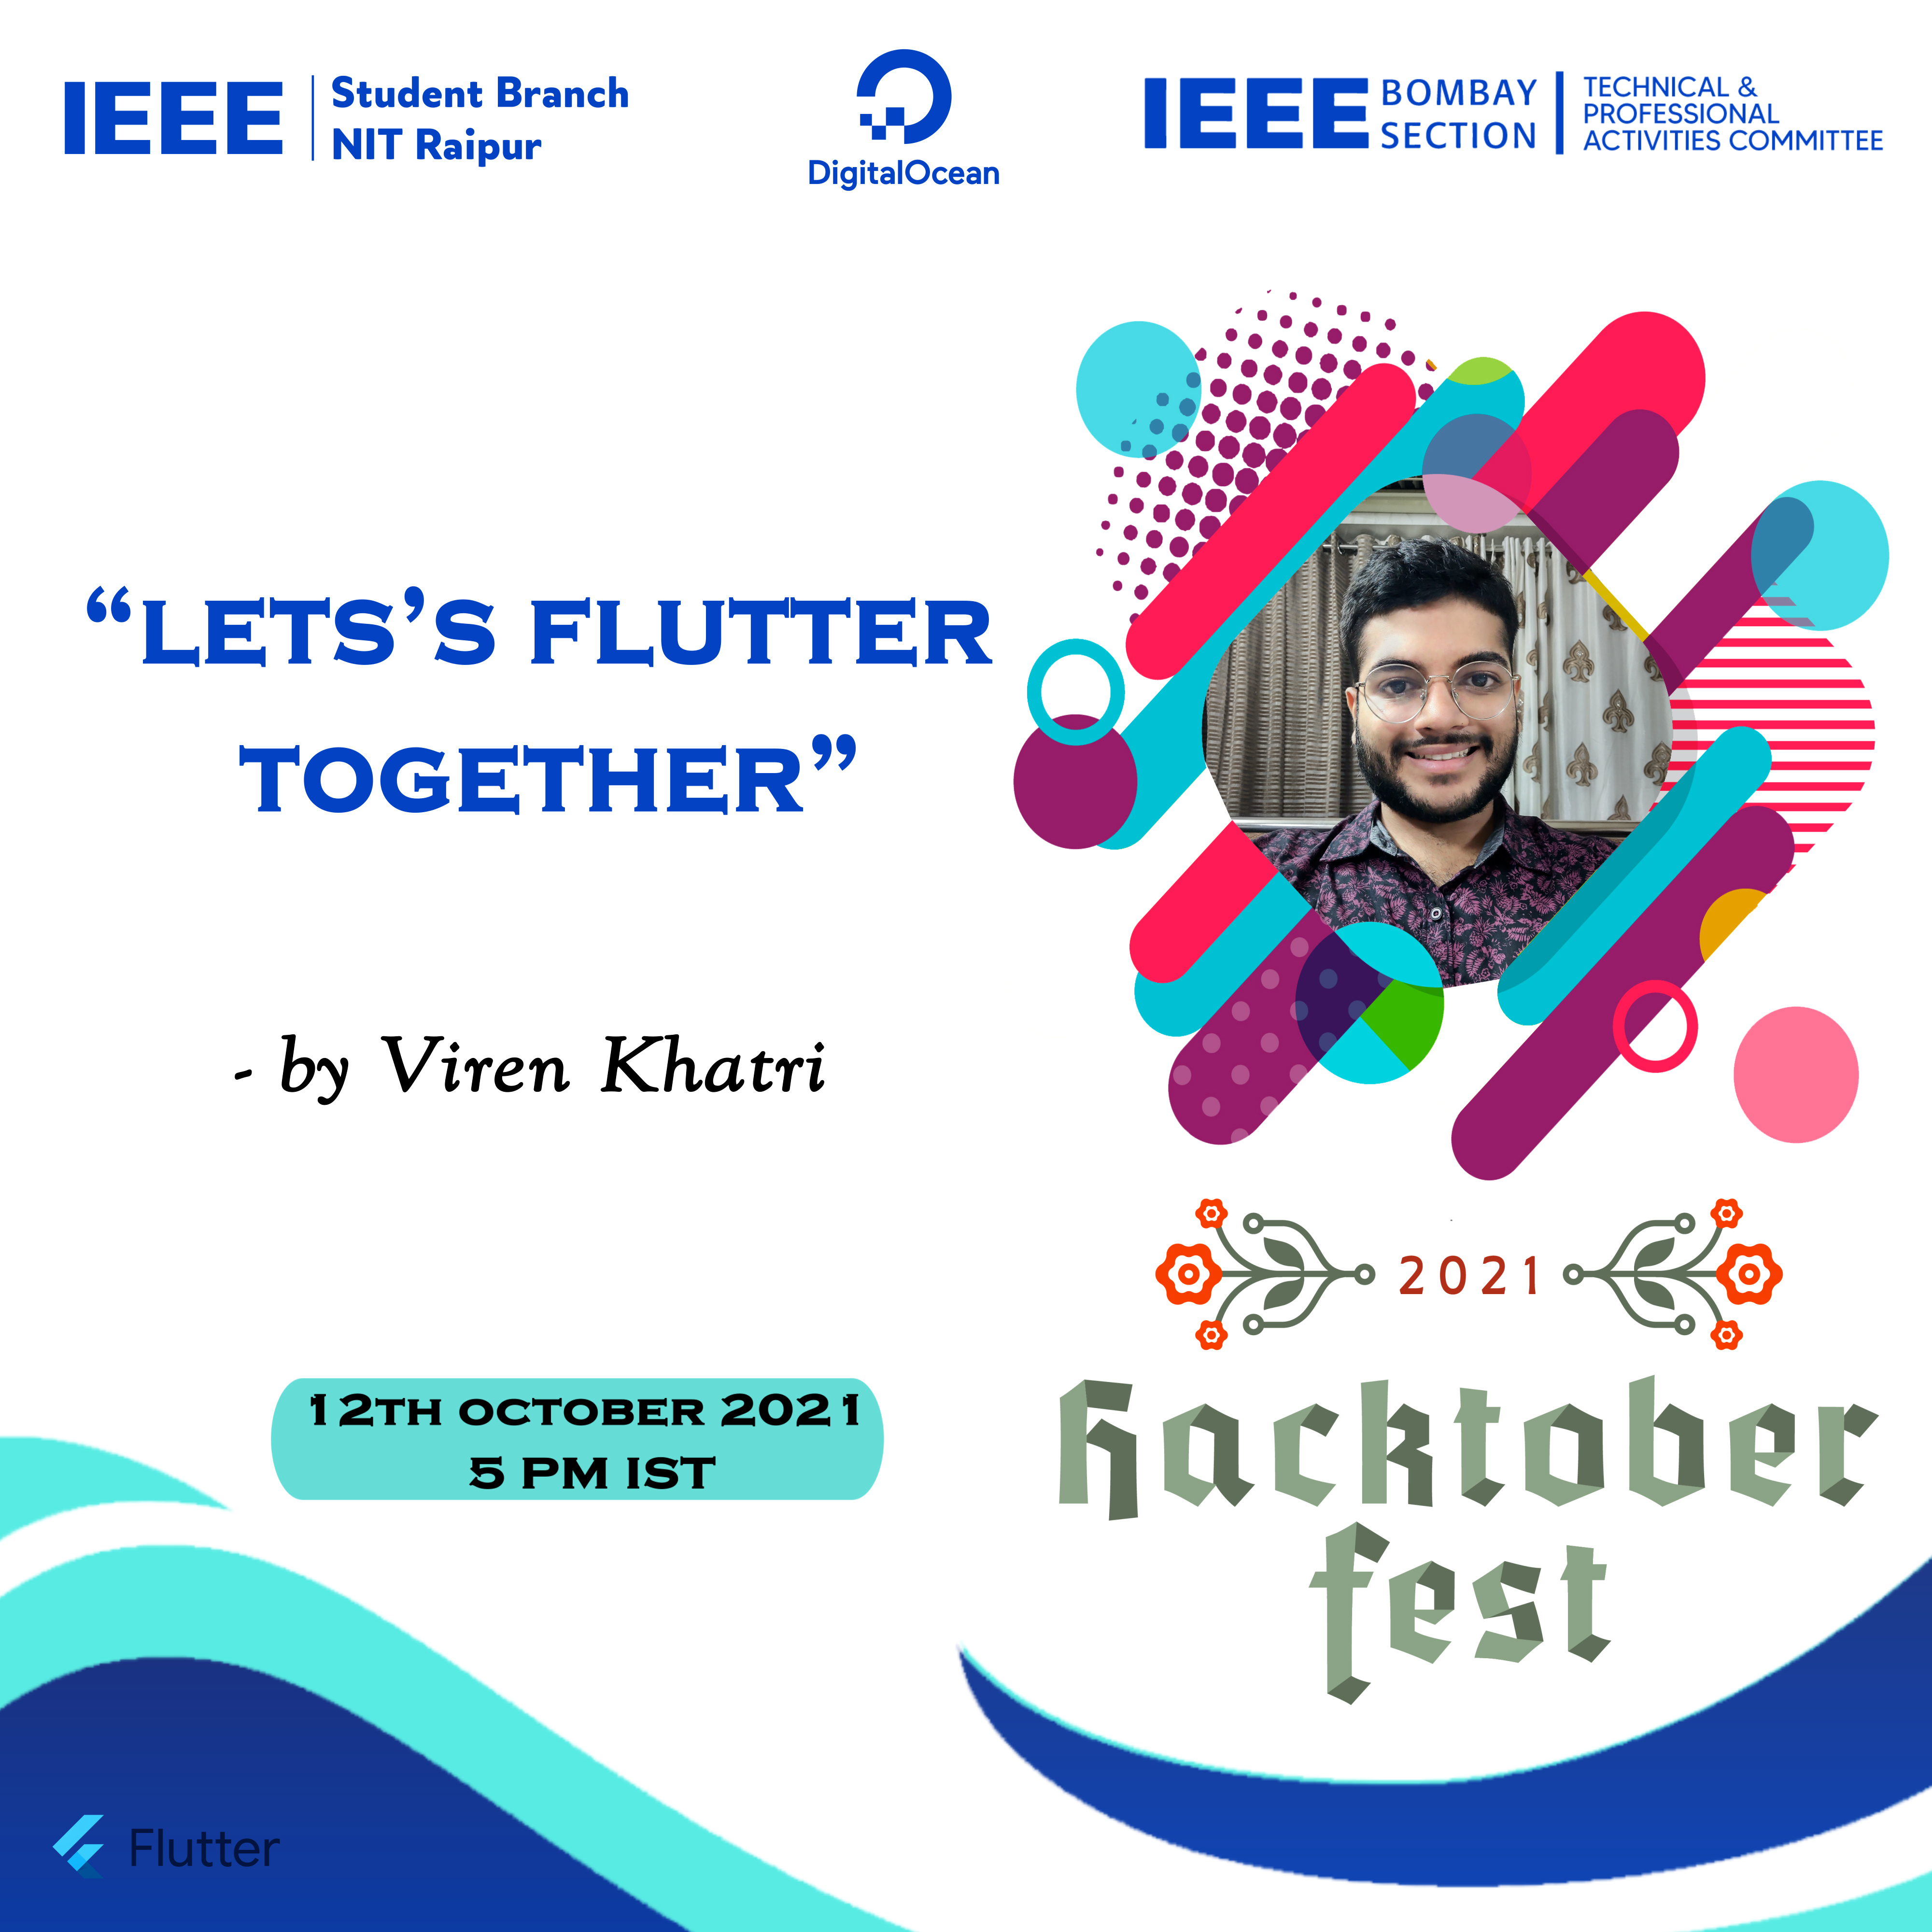 IEEE
Student Branch
NIT Raipur
DigitalOcean
IEEE
BOMBAY
SECTION
TECHNICAL &
PROFESSIONAL
ACTIVITIES COMMITTEE
“LETS’S FLUTTER
TOGETHER”
- by Viren Khatri
2021
hacktober
fest
12TH OCTOBER 2021
5 PM IST
Flutter